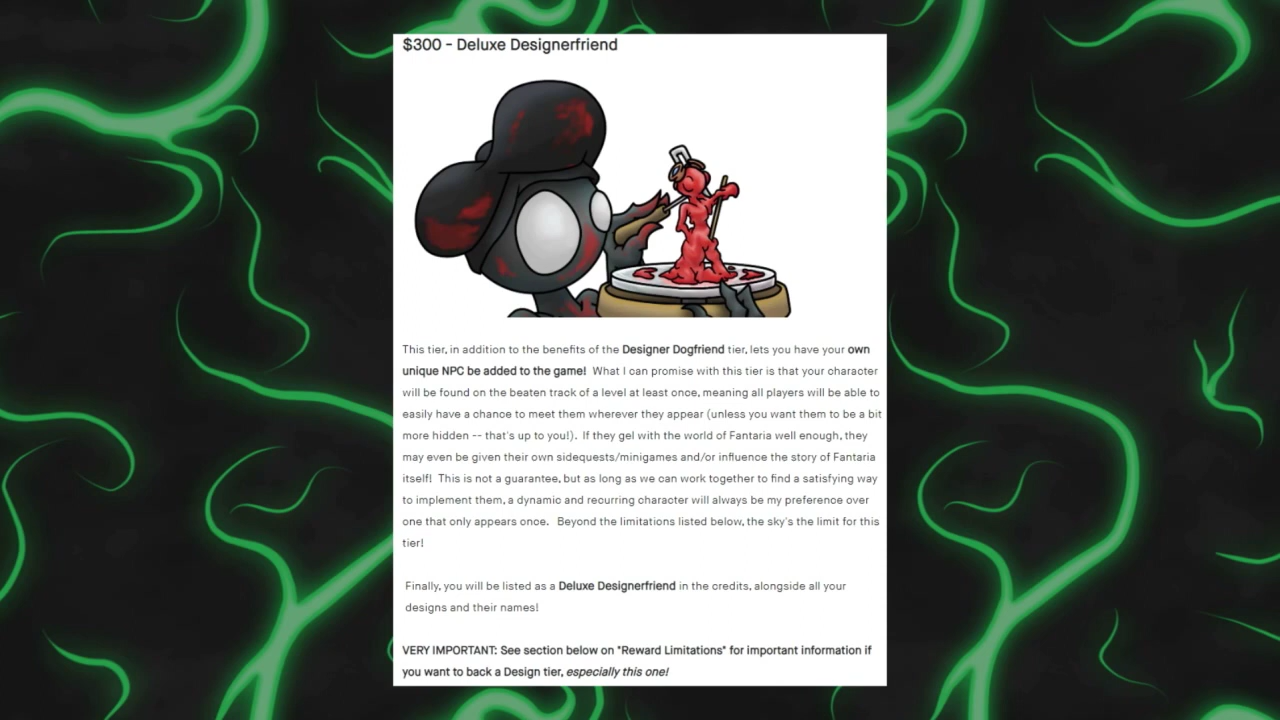 $300 - Deluxe Designerfriend
This tier, in addition to the benefits of the Designer Dogfriend tier, lets you have your own
unique NPC be added to the game! What I can promise with this tier is that your character
will be found on the beaten track of a level at least once, meaning all players will be able to
easily have a chance to meet them wherever they appear (unless you want them to be a bit
more hidden -- that's up to you!). If they gel with the world of Fantaria well enough, they
may even be given their own sidequests/minigames and/or influence the story of Fantaria
itself! This is not a guarantee, but as long as we can work together to find a satisfying way
to implement them, a dynamic and recurring character will always be my preference over
one that only appears once. Beyond the limitations listed below, the sky's the limit for this
tier!
Finally, you will be listed as a Deluxe Designerfriend in the credits, alongside all your
designs and their names!
VERY IMPORTANT: See section below on "Reward Limitations" for important information if
you want to back a Design tier, especially this one!